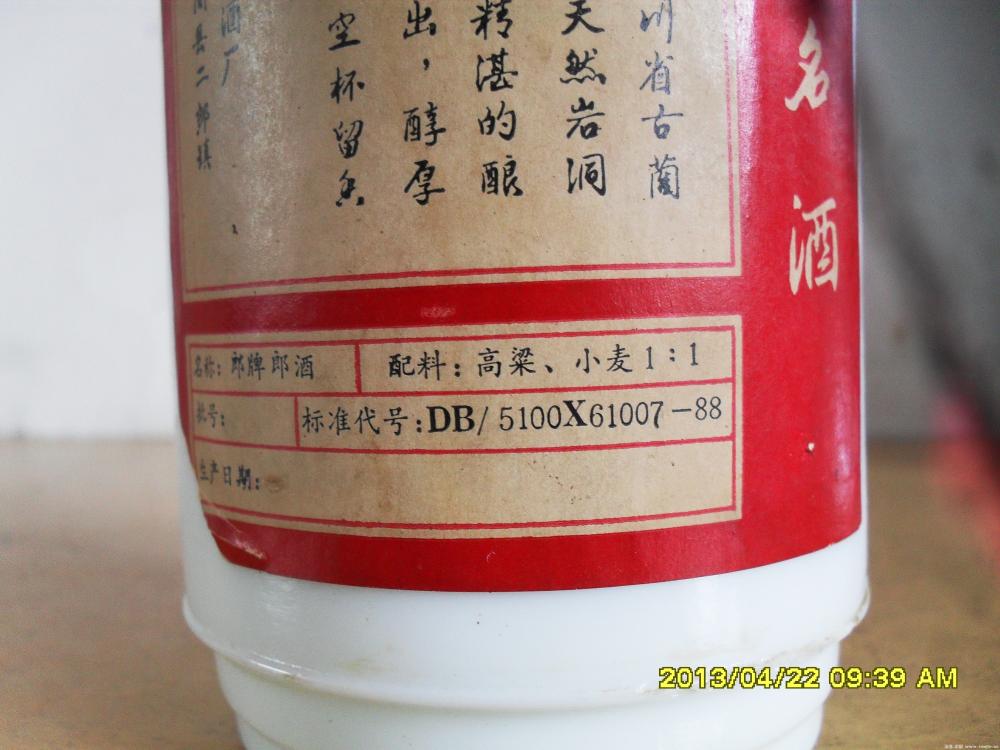 名酒
川省古蔺
天然岩洞
精湛的酿
出，醇厚
空杯留香
酒厂
蔺县二郎镇
名称：郎牌郎酒
配料：高粱、小麦1：1
批号：
标准代号：DB/5100X61007-88
生产日期：
2013/04/22 09:39 AM